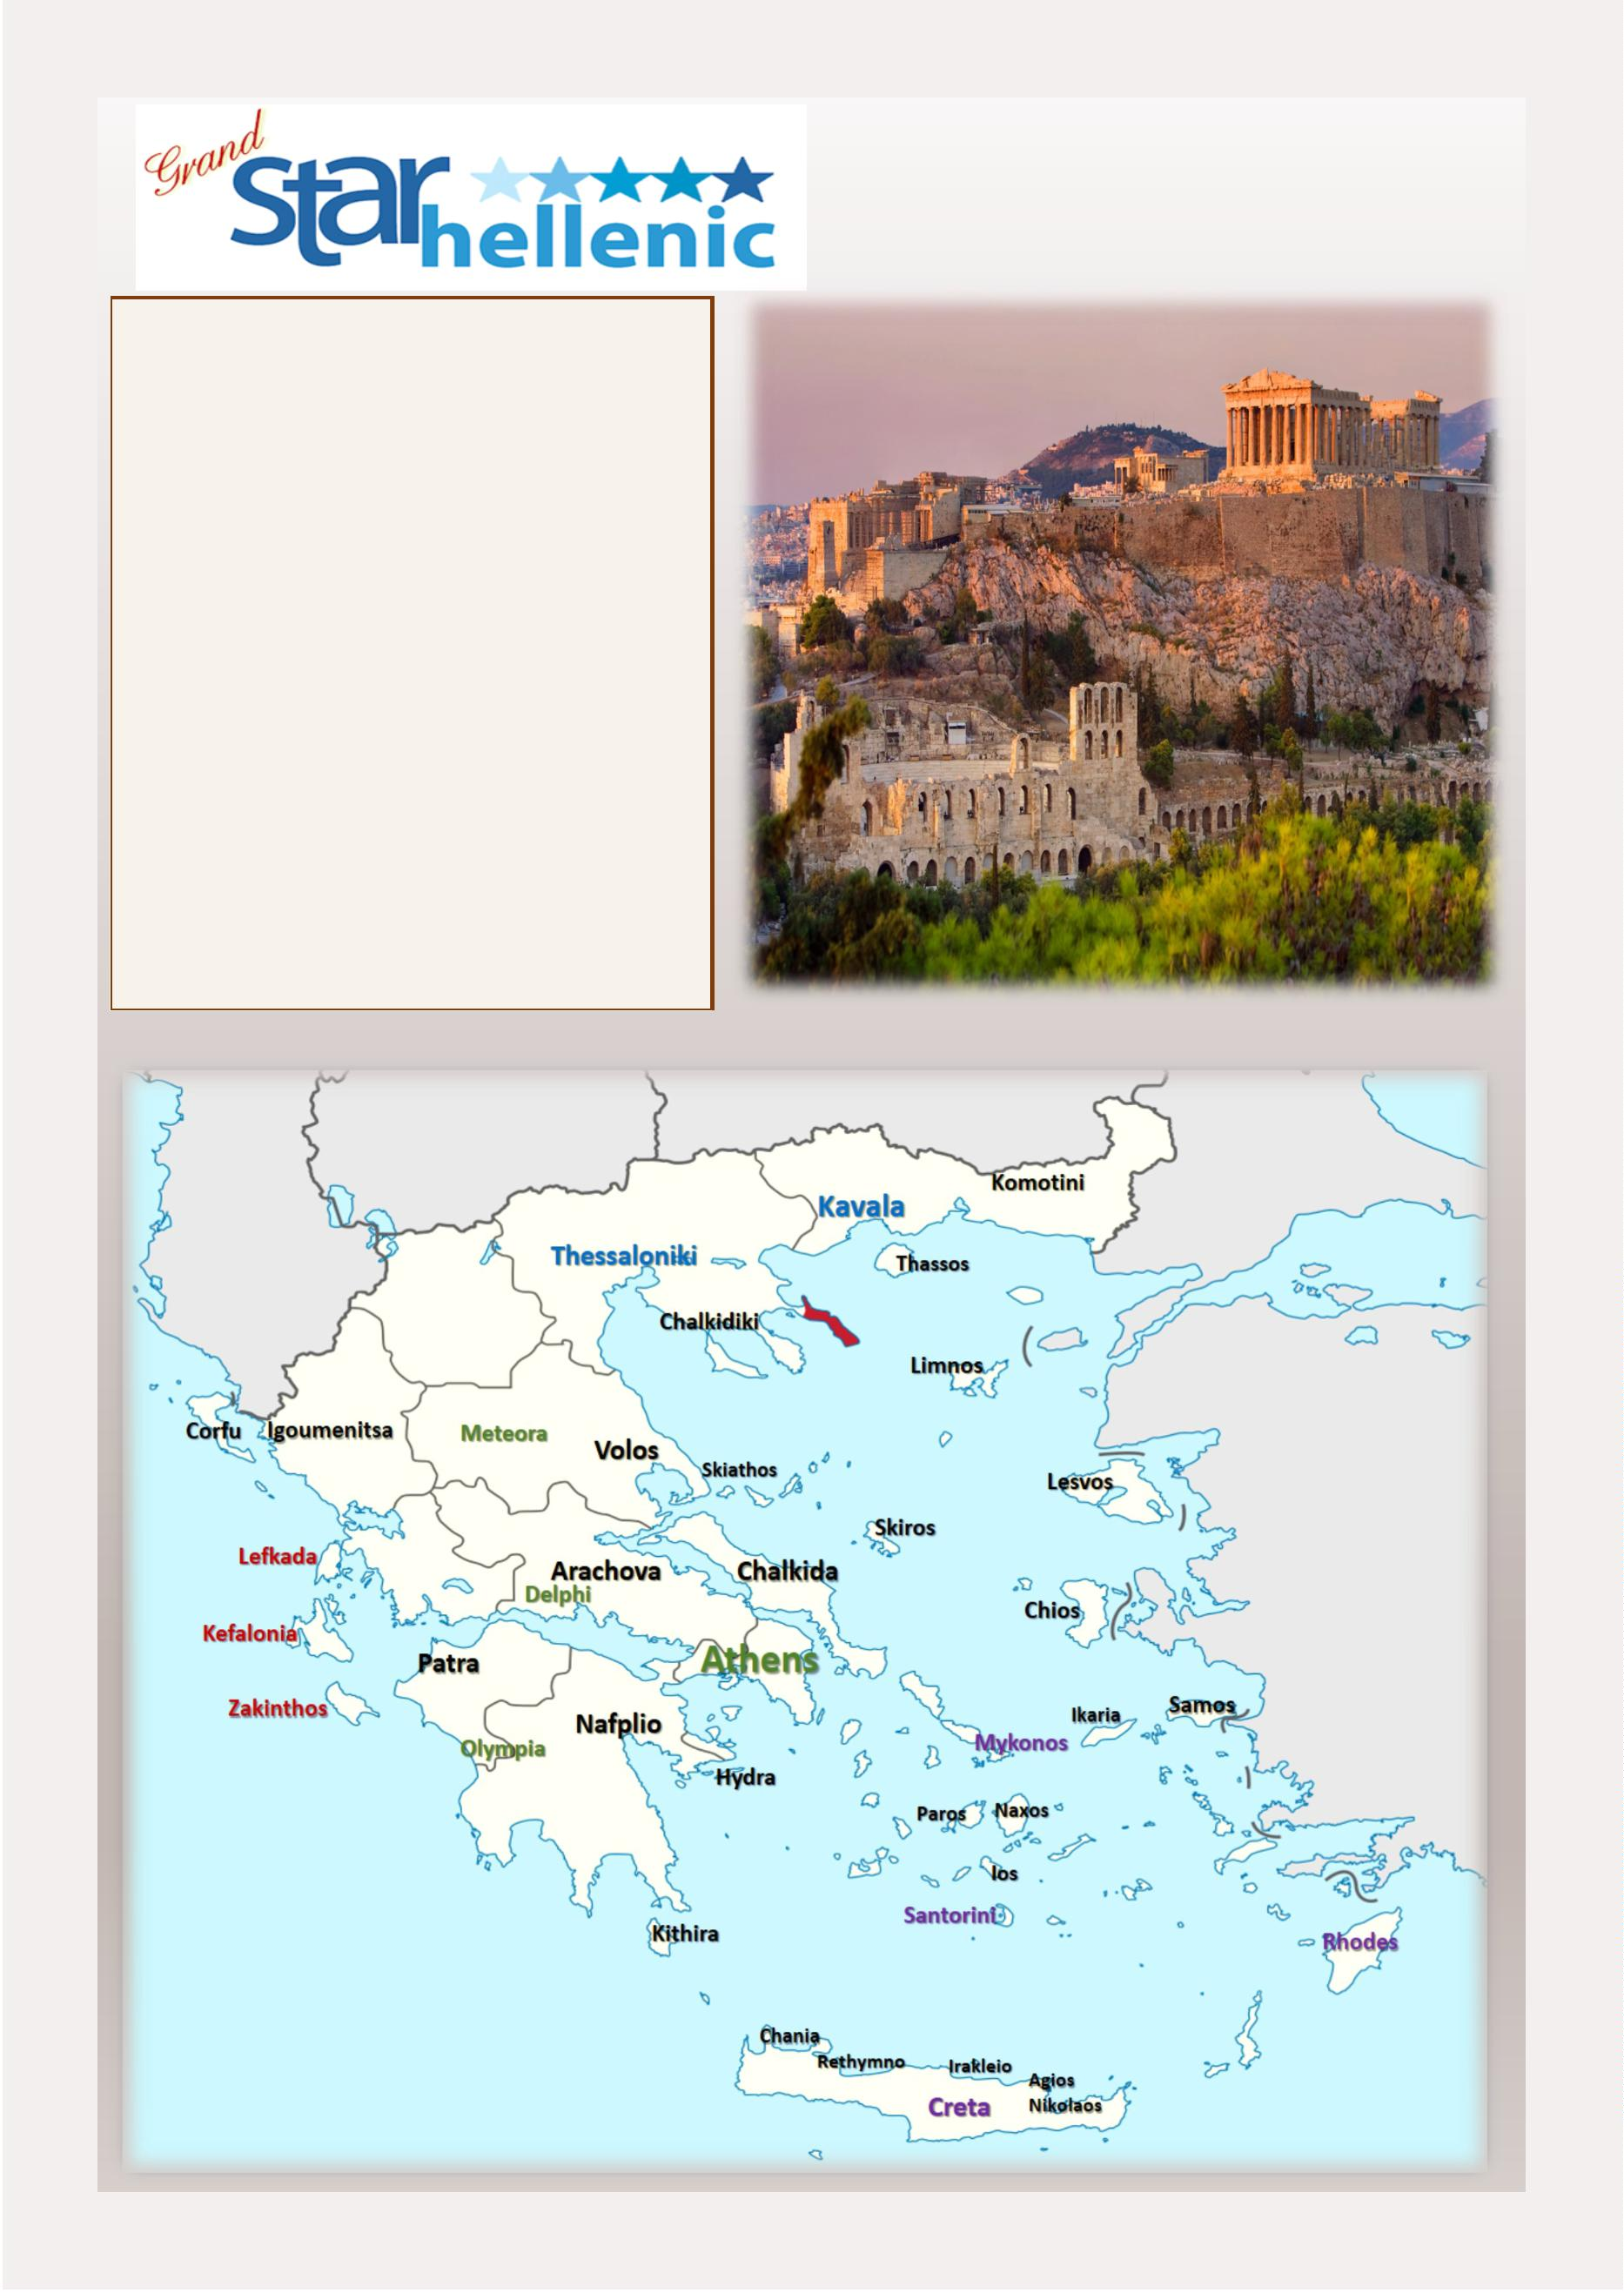 Grand
star
hellenic
Komotini
Kavala
Thessaloniki
Thassos
Chalkidiki
Limnos
Corfu
Igoumenitsa
Meteora
Volos
Skiathos
Lesvos
Skiros
Lefkada
Arachova
Chalkida
Delphi
Chios
Kefalonia
Athens
Patra
Zakinthos
Samos
Ikaria
Nafplio
Mykonos
Olympia
Hydra
Paros
Naxos
Ios
Santorini
Kithira
Rhodes
Chania
Rethymno
Irakleio
Agios
Nikolaos
Creta